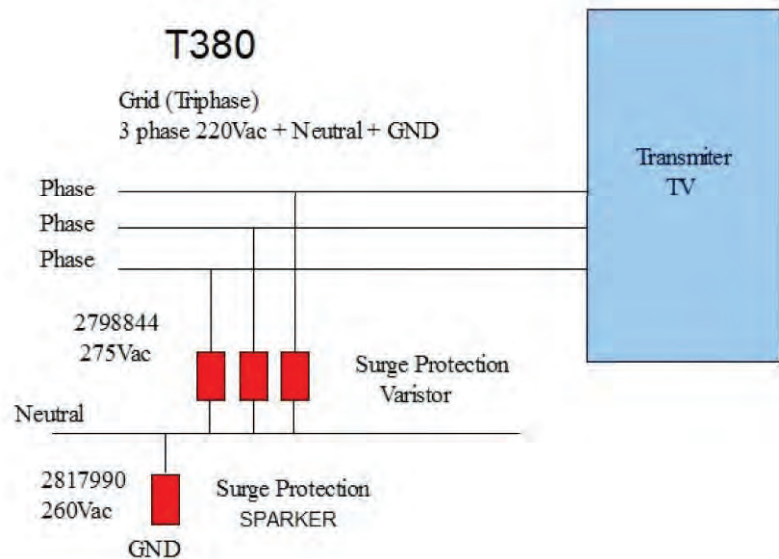 T380
Grid (Triphase)
3 phase 220Vac + Neutral + GND
Transmiter
TV
Phase
Phase
Phase
2798844
275Vac
Surge Protection
Varistor
Neutral
2817990
260Vac
Surge Protection
SPARKER
GND